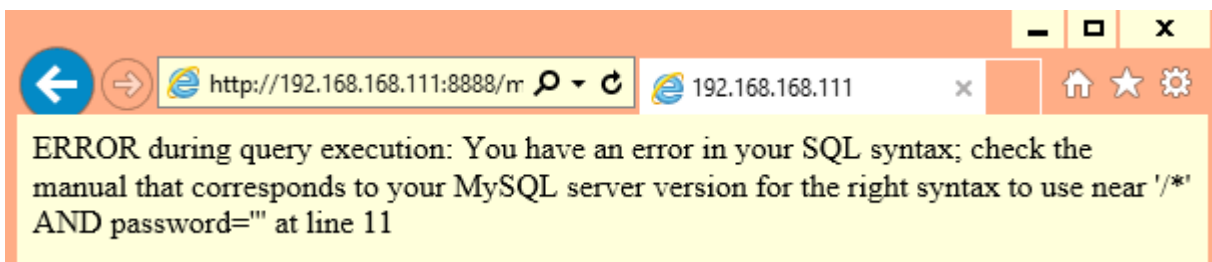 http://192.168.168.111:8888/m
192.168.168.111
ERROR during query execution: You have an error in your SQL syntax; check the
manual that corresponds to your MySQL server version for the right syntax to use near '/*'
AND password=''' at line 11